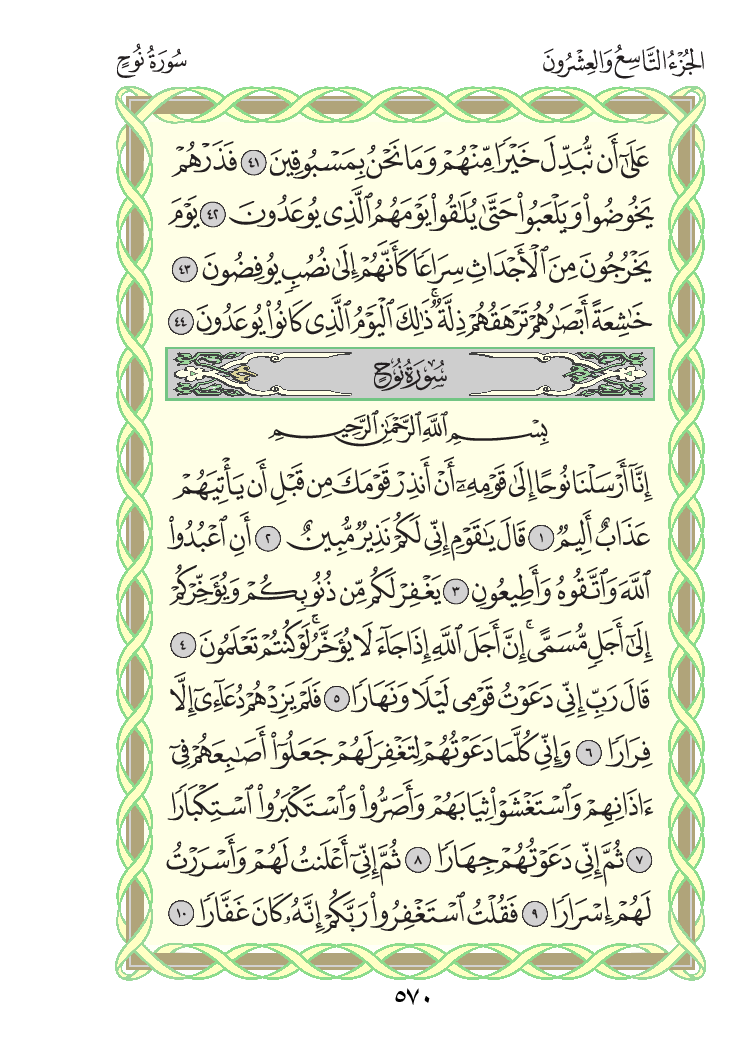 الجُزْءُ التَّاسِعُ وَالعِشْرُونَ
سُورَةُ نُوحٍ
عَلَىٰٓ أَن نُّبَدِّلَ خَيْرًا مِّنْهُمْ وَمَا نَحْنُ بِمَسْبُوقِينَ ٤١ فَذَرْهُمْ
يَخُوضُوا۟ وَيَلْعَبُوا۟ حَتَّىٰ يُلَٰقُوا۟ يَوْمَهُمُ ٱلَّذِى يُوعَدُونَ ٤٢ يَوْمَ
يَخْرُجُونَ مِنَ ٱلْأَجْدَاثِ سِرَاعًا كَأَنَّهُمْ إِلَىٰ نُصُبٍ يُوفِضُونَ ٤٣
خَٰشِعَةً أَبْصَٰرُهُمْ تَرْهَقُهُمْ ذِلَّةٌ ۚ ذَٰلِكَ ٱلْيَوْمُ ٱلَّذِى كَانُوا۟ يُوعَدُونَ ٤٤
سُورَةُ نُوحٍ
بِسْمِ ٱللَّهِ ٱلرَّحْمَٰنِ ٱلرَّحِيمِ
إِنَّآ أَرْسَلْنَا نُوحًا إِلَىٰ قَوْمِهِۦٓ أَنْ أَنذِرْ قَوْمَكَ مِن قَبْلِ أَن يَأْتِيَهُمْ
عَذَابٌ أَلِيمٌ ١ قَالَ يَٰقَوْمِ إِنِّى لَكُمْ نَذِيرٌ مُّبِينٌ ٢ أَنِ ٱعْبُدُوا۟
ٱللَّهَ وَٱتَّقُوهُ وَأَطِيعُونِ ٣ يَغْفِرْ لَكُم مِّن ذُنُوبِكُمْ وَيُؤَخِّرْكُمْ
إِلَىٰٓ أَجَلٍ مُّسَمًّى ۚ إِنَّ أَجَلَ ٱللَّهِ إِذَا جَآءَ لَا يُؤَخَّرُ ۖ لَوْ كُنتُمْ تَعْلَمُونَ ٤
قَالَ رَبِّ إِنِّى دَعَوْتُ قَوْمِى لَيْلًا وَنَهَارًا ٥ فَلَمْ يَزِدْهُمْ دُعَآءِىٓ إِلَّا
فِرَارًا ٦ وَإِنِّى كُلَّمَا دَعَوْتُهُمْ لِتَغْفِرَ لَهُمْ جَعَلُوٓا۟ أَصَٰبِعَهُمْ فِىٓ
ءَاذَانِهِمْ وَٱسْتَغْشَوْا۟ ثِيَابَهُمْ وَأَصَرُّوا۟ وَٱسْتَكْبَرُوا۟ ٱسْتِكْبَارًا
٧ ثُمَّ إِنِّى دَعَوْتُهُمْ جِهَارًا ٨ ثُمَّ إِنِّىٓ أَعْلَنتُ لَهُمْ وَأَسْرَرْتُ
لَهُمْ إِسْرَارًا ٩ فَقُلْتُ ٱسْتَغْفِرُوا۟ رَبَّكُمْ إِنَّهُۥ كَانَ غَفَّارًا ١٠
٥٧٠